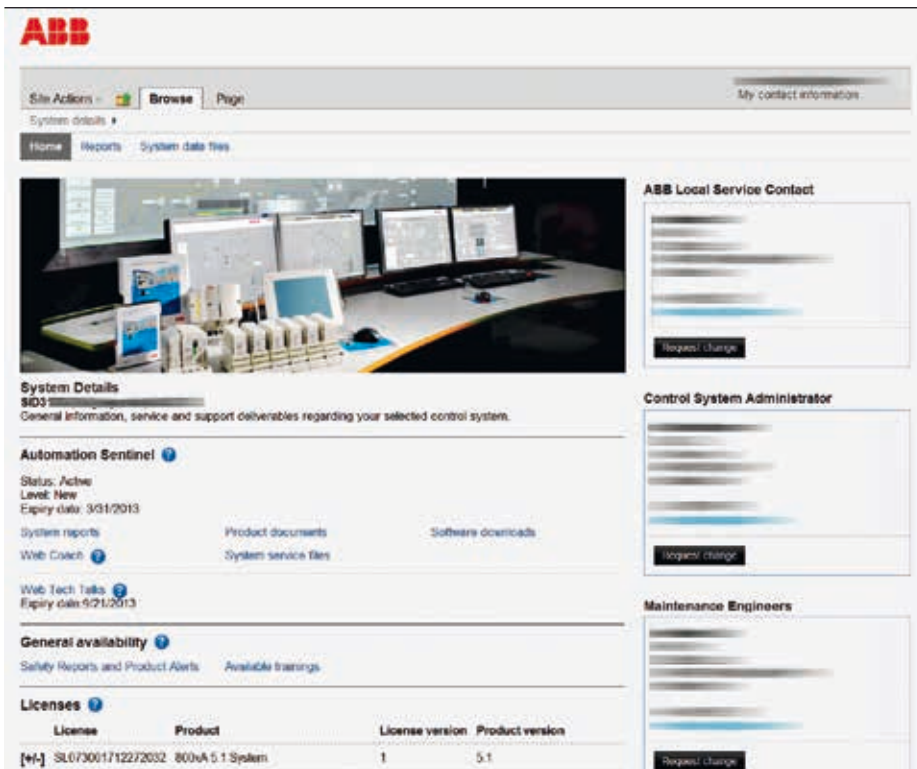 ABB
Site Actions
Browse
Page
My contact information
System details
Home
Reports
System data files
ABB Local Service Contact
Request change
System Details
General information, service and support deliverables regarding your selected control system.
Control System Administrator
Request change
Automation Sentinel
Status: Active
Level: New
Expiry date: 3/31/2013
System reports
Product documents
Software downloads
Web Coach
System service files
Web Tech Talks
Expiry date:9/21/2013
Maintenance Engineers
Request change
General availability
Safety Reports and Product Alerts
Available trainings
Licenses
License Product License version Product version
[+/-] SL073001712272032 800xA 5.1 System 1 5.1